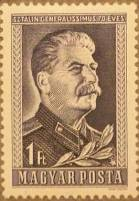 SZTÁLIN GENERALISSZIMUSZ 70 ÉVES
1 Ft
MAGYAR POSTA